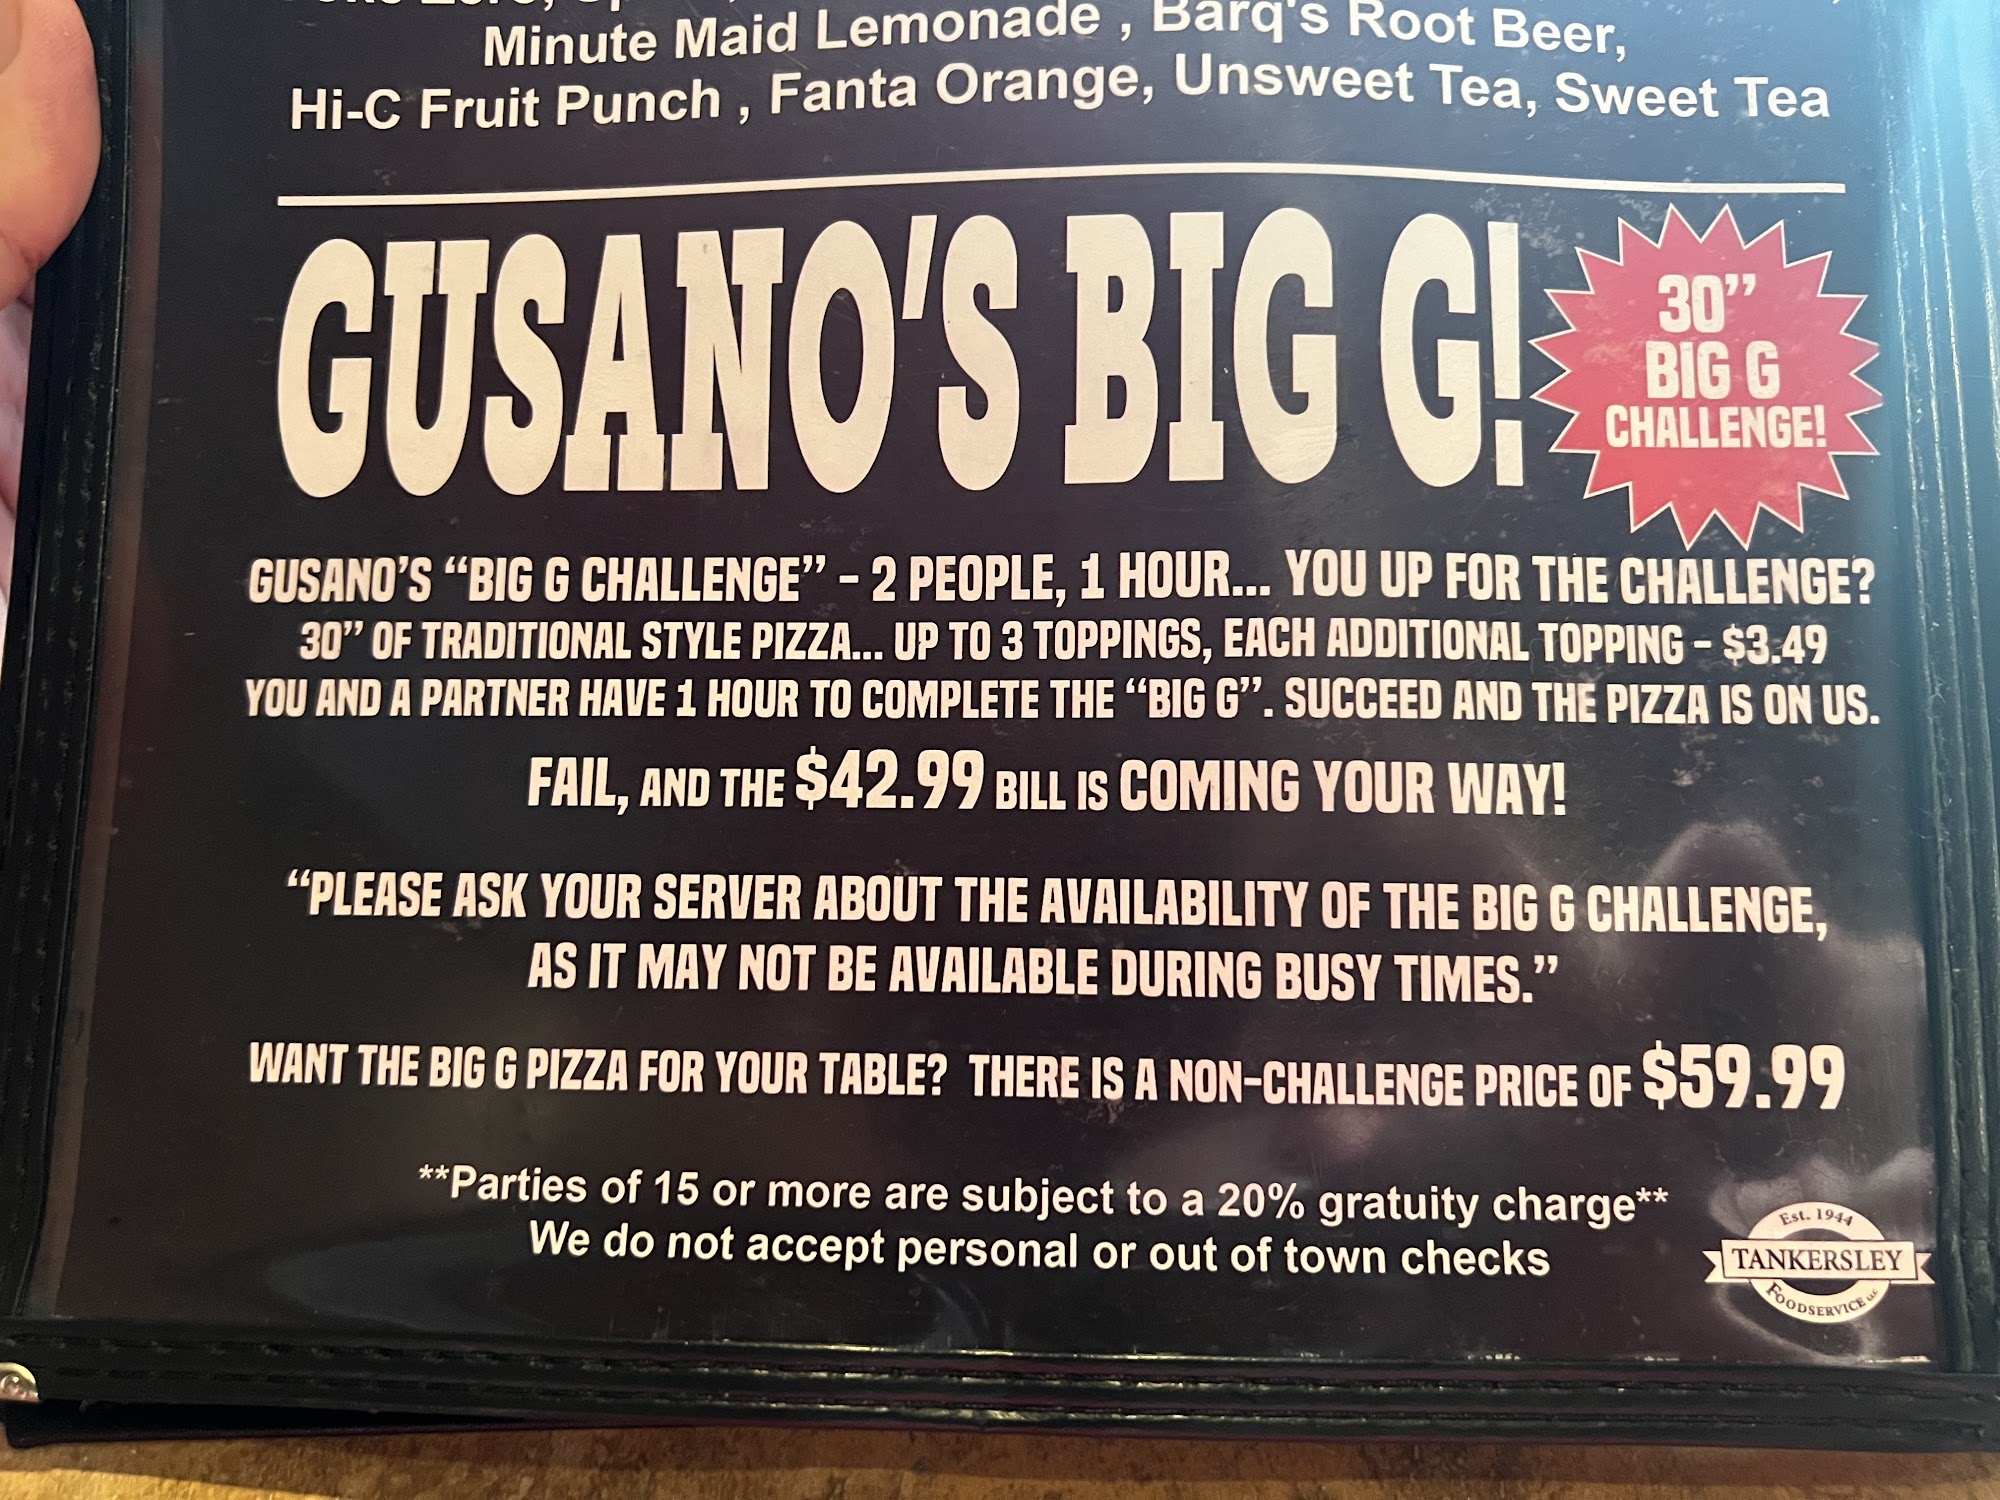 Minute Maid Lemonade , Barq's Root Beer,
Hi-C Fruit Punch , Fanta Orange, Unsweet Tea, Sweet Tea
GUSANO'S BIG G!
30”
BIG G
CHALLENGE!
GUSANO'S “BIG G CHALLENGE” - 2 PEOPLE, 1 HOUR... YOU UP FOR THE CHALLENGE?
30” OF TRADITIONAL STYLE PIZZA... UP TO 3 TOPPINGS, EACH ADDITIONAL TOPPING - $3.49
YOU AND A PARTNER HAVE 1 HOUR TO COMPLETE THE “BIG G”. SUCCEED AND THE PIZZA IS ON US.
FAIL, AND THE $42.99 BILL IS COMING YOUR WAY!
“PLEASE ASK YOUR SERVER ABOUT THE AVAILABILITY OF THE BIG G CHALLENGE,
AS IT MAY NOT BE AVAILABLE DURING BUSY TIMES.”
WANT THE BIG G PIZZA FOR YOUR TABLE? THERE IS A NON-CHALLENGE PRICE OF $59.99
**Parties of 15 or more are subject to a 20% gratuity charge**
We do not accept personal or out of town checks
Est. 1944
TANKERSLEY
FOODSERVICE LLC